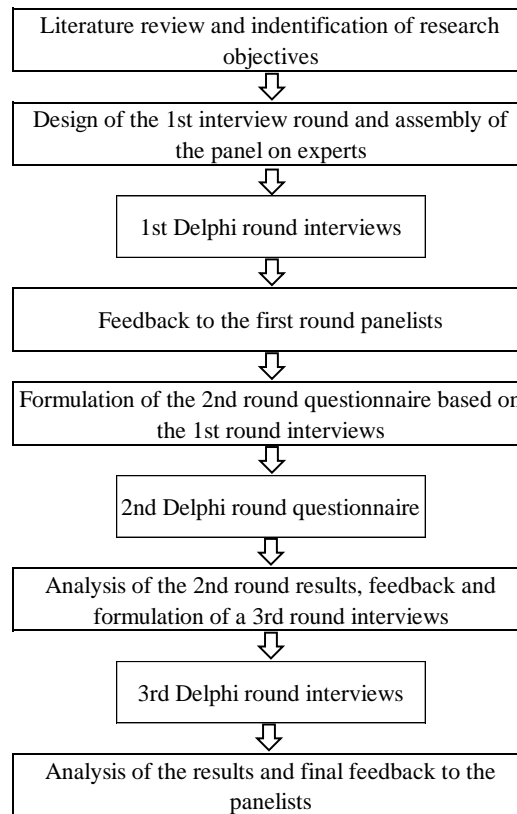 Literature review and indentification of research
objectives
Design of the 1st interview round and assembly of
the panel on experts
1st Delphi round interviews
Feedback to the first round panelists
Formulation of the 2nd round questionnaire based on
the 1st round interviews
2nd Delphi round questionnaire
Analysis of the 2nd round results, feedback and
formulation of a 3rd round interviews
3rd Delphi round interviews
Analysis of the results and final feedback to the
panelists